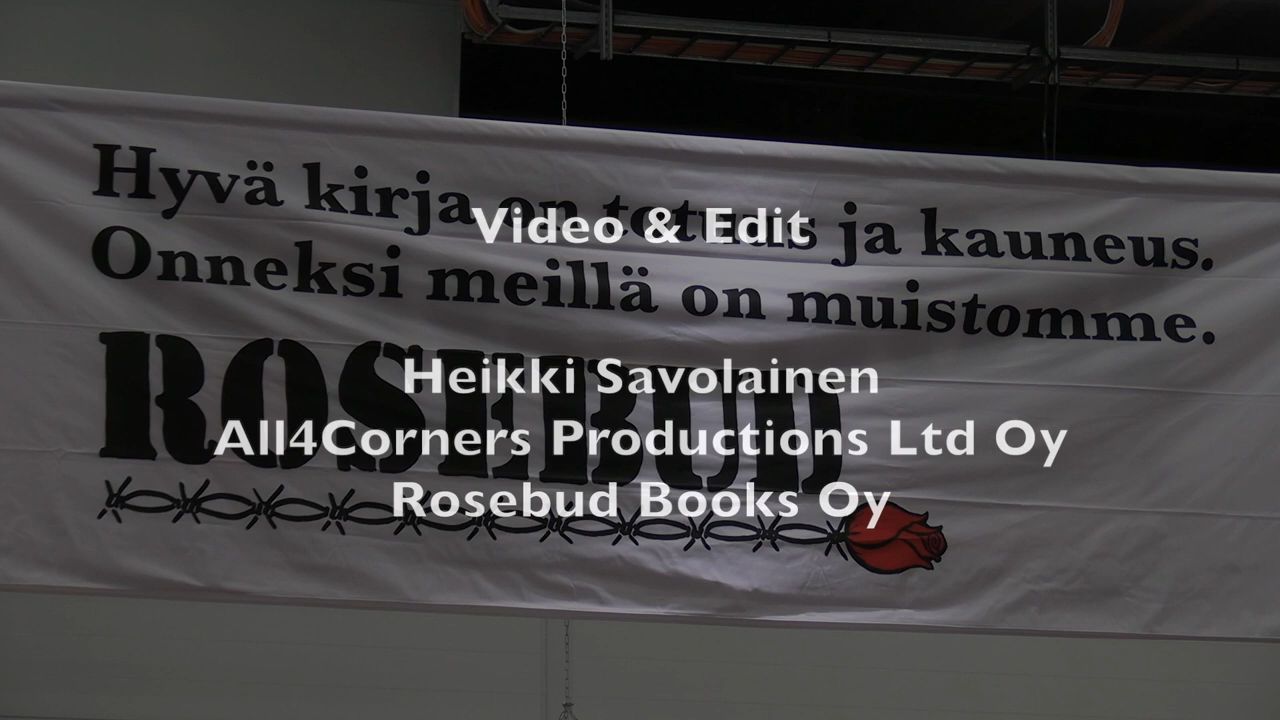 Hyvä kirja on totuus ja kauneus.
Onneksi meillä on muistomme.
ROSEBUD
Video & Edit
Heikki Savolainen
All4Corners Productions Ltd Oy
Rosebud Books Oy